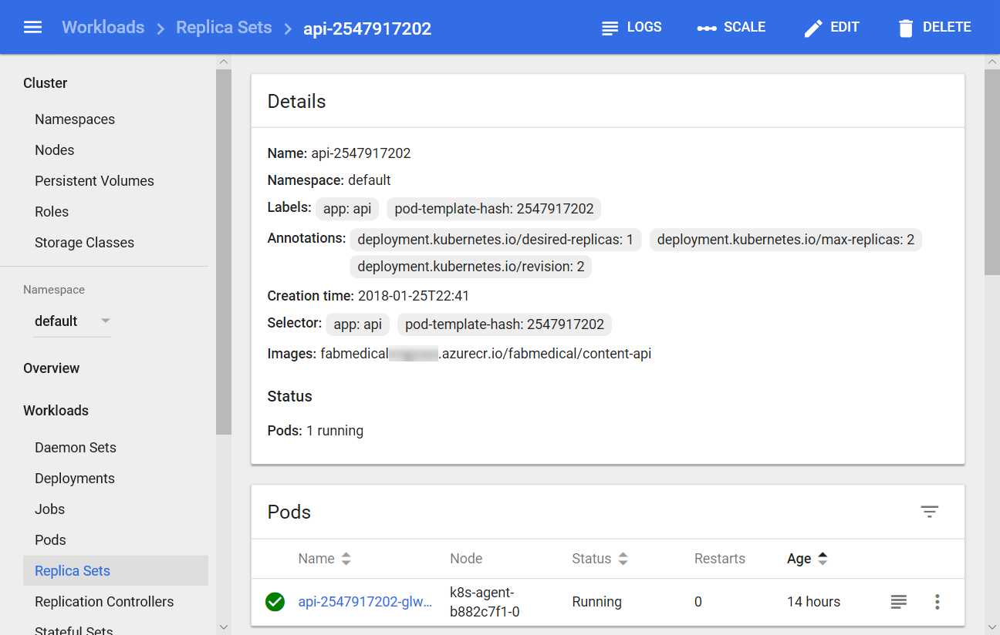 Workloads > Replica Sets > api-2547917202
LOGS
SCALE
EDIT
DELETE
Cluster
Namespaces
Nodes
Persistent Volumes
Roles
Storage Classes
Namespace
default
Overview
Workloads
Daemon Sets
Deployments
Jobs
Pods
Replica Sets
Replication Controllers
Stateful Sets
Details
Name: api-2547917202
Namespace: default
Labels: app: api pod-template-hash: 2547917202
Annotations: deployment.kubernetes.io/desired-replicas: 1 deployment.kubernetes.io/max-replicas: 2
deployment.kubernetes.io/revision: 2
Creation time: 2018-01-25T22:41
Selector: app: api pod-template-hash: 2547917202
Images: fabmedical .azurecr.io/fabmedical/content-api
Status
Pods: 1 running
Pods
Name Node Status Restarts Age
api-2547917202-glw... k8s-agent-
b882c7f1-0 Running 0 14 hours